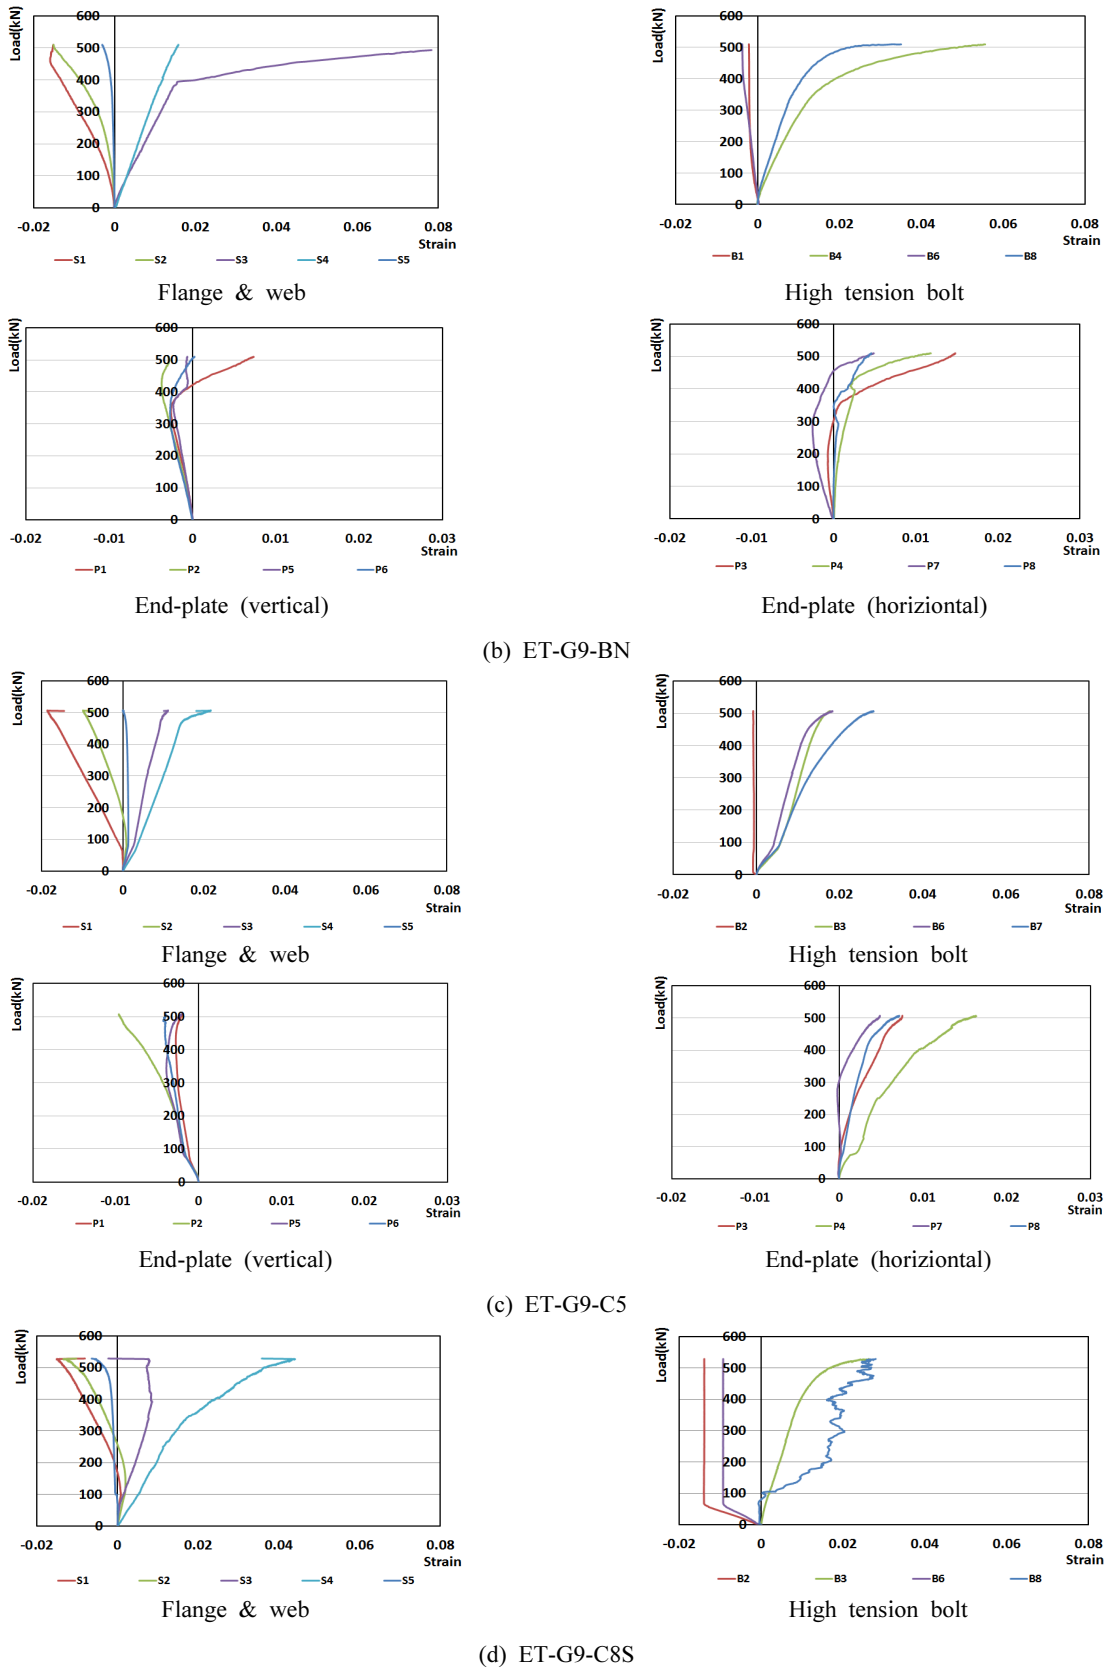 Load(kN)
600
500
400
300
200
100
0
-0.02 0 0.02 0.04 0.06 0.08
Strain
S1 S2 S3 S4 S5
Flange & web
Load(kN)
600
500
400
300
200
100
0
-0.02 0 0.02 0.04 0.06 0.08
Strain
B1 B4 B6 B8
High tension bolt
Load(kN)
600
500
400
300
200
100
0
-0.02 -0.01 0 0.01 0.02 0.03
Strain
P1 P2 P5 P6
End-plate (vertical)
Load(kN)
600
500
400
300
200
100
0
-0.02 -0.01 0 0.01 0.02 0.03
Strain
P3 P4 P7 P8
End-plate (horiziontal)
(b) ET-G9-BN
Load(kN)
600
500
400
300
200
100
0
-0.02 0 0.02 0.04 0.06 0.08
Strain
S1 S2 S3 S4 S5
Flange & web
Load(kN)
600
500
400
300
200
100
0
-0.02 0 0.02 0.04 0.06 0.08
Strain
B2 B3 B6 B7
High tension bolt
Load(kN)
600
500
400
300
200
100
0
-0.02 -0.01 0 0.01 0.02 0.03
Strain
P1 P2 P5 P6
End-plate (vertical)
Load(kN)
600
500
400
300
200
100
0
-0.02 -0.01 0 0.01 0.02 0.03
Strain
P3 P4 P7 P8
End-plate (horiziontal)
(c) ET-G9-C5
Load(kN)
600
500
400
300
200
100
0
-0.02 0 0.02 0.04 0.06 0.08
Strain
S1 S2 S3 S4 S5
Flange & web
Load(kN)
600
500
400
300
200
100
0
-0.02 0 0.02 0.04 0.06 0.08
Strain
B2 B3 B6 B8
High tension bolt
(d) ET-G9-C8S